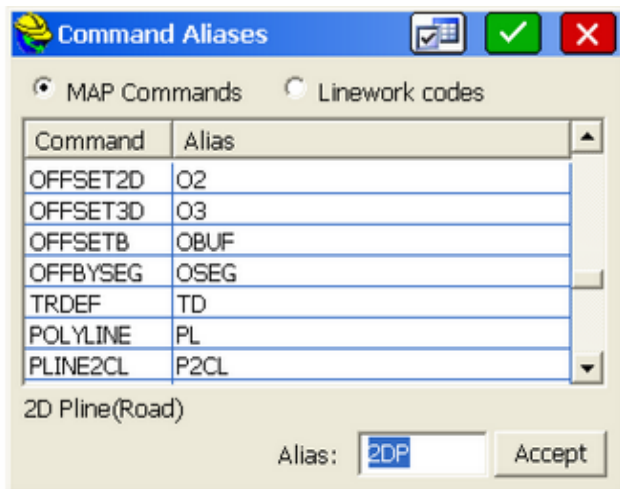 Command Aliases
MAP Commands Linework codes
Command Alias
OFFSET2D O2
OFFSET3D O3
OFFSETB OBUF
OFFBYSEG OSEG
TRDEF TD
POLYLINE PL
PLINE2CL P2CL
2D Pline(Road)
Alias: 2DP Accept